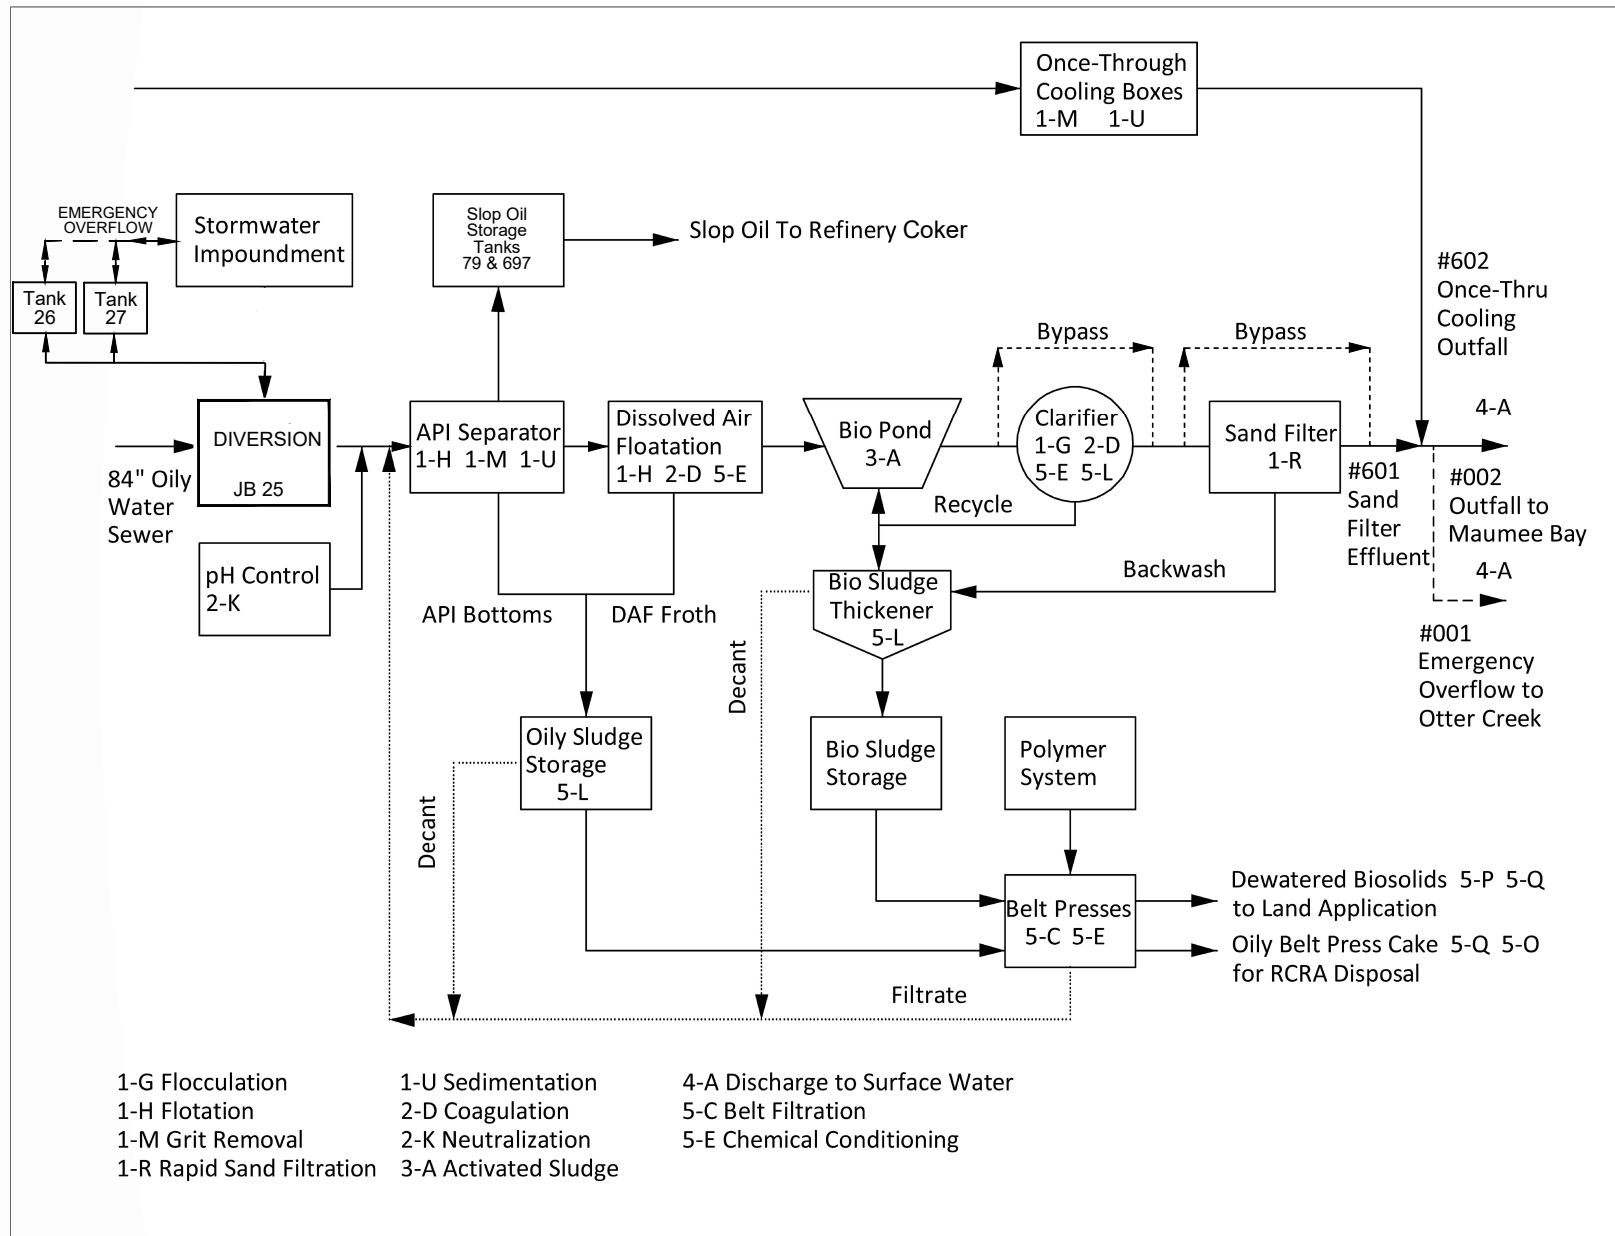 Once-Through
Cooling Boxes
1-M 1-U
EMERGENCY
OVERFLOW
Stormwater
Impoundment
Tank
26
Tank
27
Slop Oil
Storage
Tanks
79 & 697
Slop Oil To Refinery Coker
#602
Once-Thru
Cooling
Outfall
Bypass
Bypass
84" Oily
Water
Sewer
DIVERSION
JB 25
pH Control
2-K
API Separator
1-H 1-M 1-U
Dissolved Air
Floatation
1-H 2-D 5-E
Bio Pond
3-A
Clarifier
1-G 2-D
5-E 5-L
Sand Filter
1-R
4-A
#601
Sand
Filter
Effluent
#002
Outfall to
Maumee Bay
4-A
#001
Emergency
Overflow to
Otter Creek
Recycle
Backwash
API Bottoms
DAF Froth
Bio Sludge
Thickener
5-L
Decant
Decant
Oily Sludge
Storage
5-L
Bio Sludge
Storage
Polymer
System
Belt Presses
5-C 5-E
Dewatered Biosolids 5-P 5-Q
to Land Application
Oily Belt Press Cake 5-Q 5-O
for RCRA Disposal
Filtrate
1-G Flocculation
1-H Flotation
1-M Grit Removal
1-R Rapid Sand Filtration
1-U Sedimentation
2-D Coagulation
2-K Neutralization
3-A Activated Sludge
4-A Discharge to Surface Water
5-C Belt Filtration
5-E Chemical Conditioning